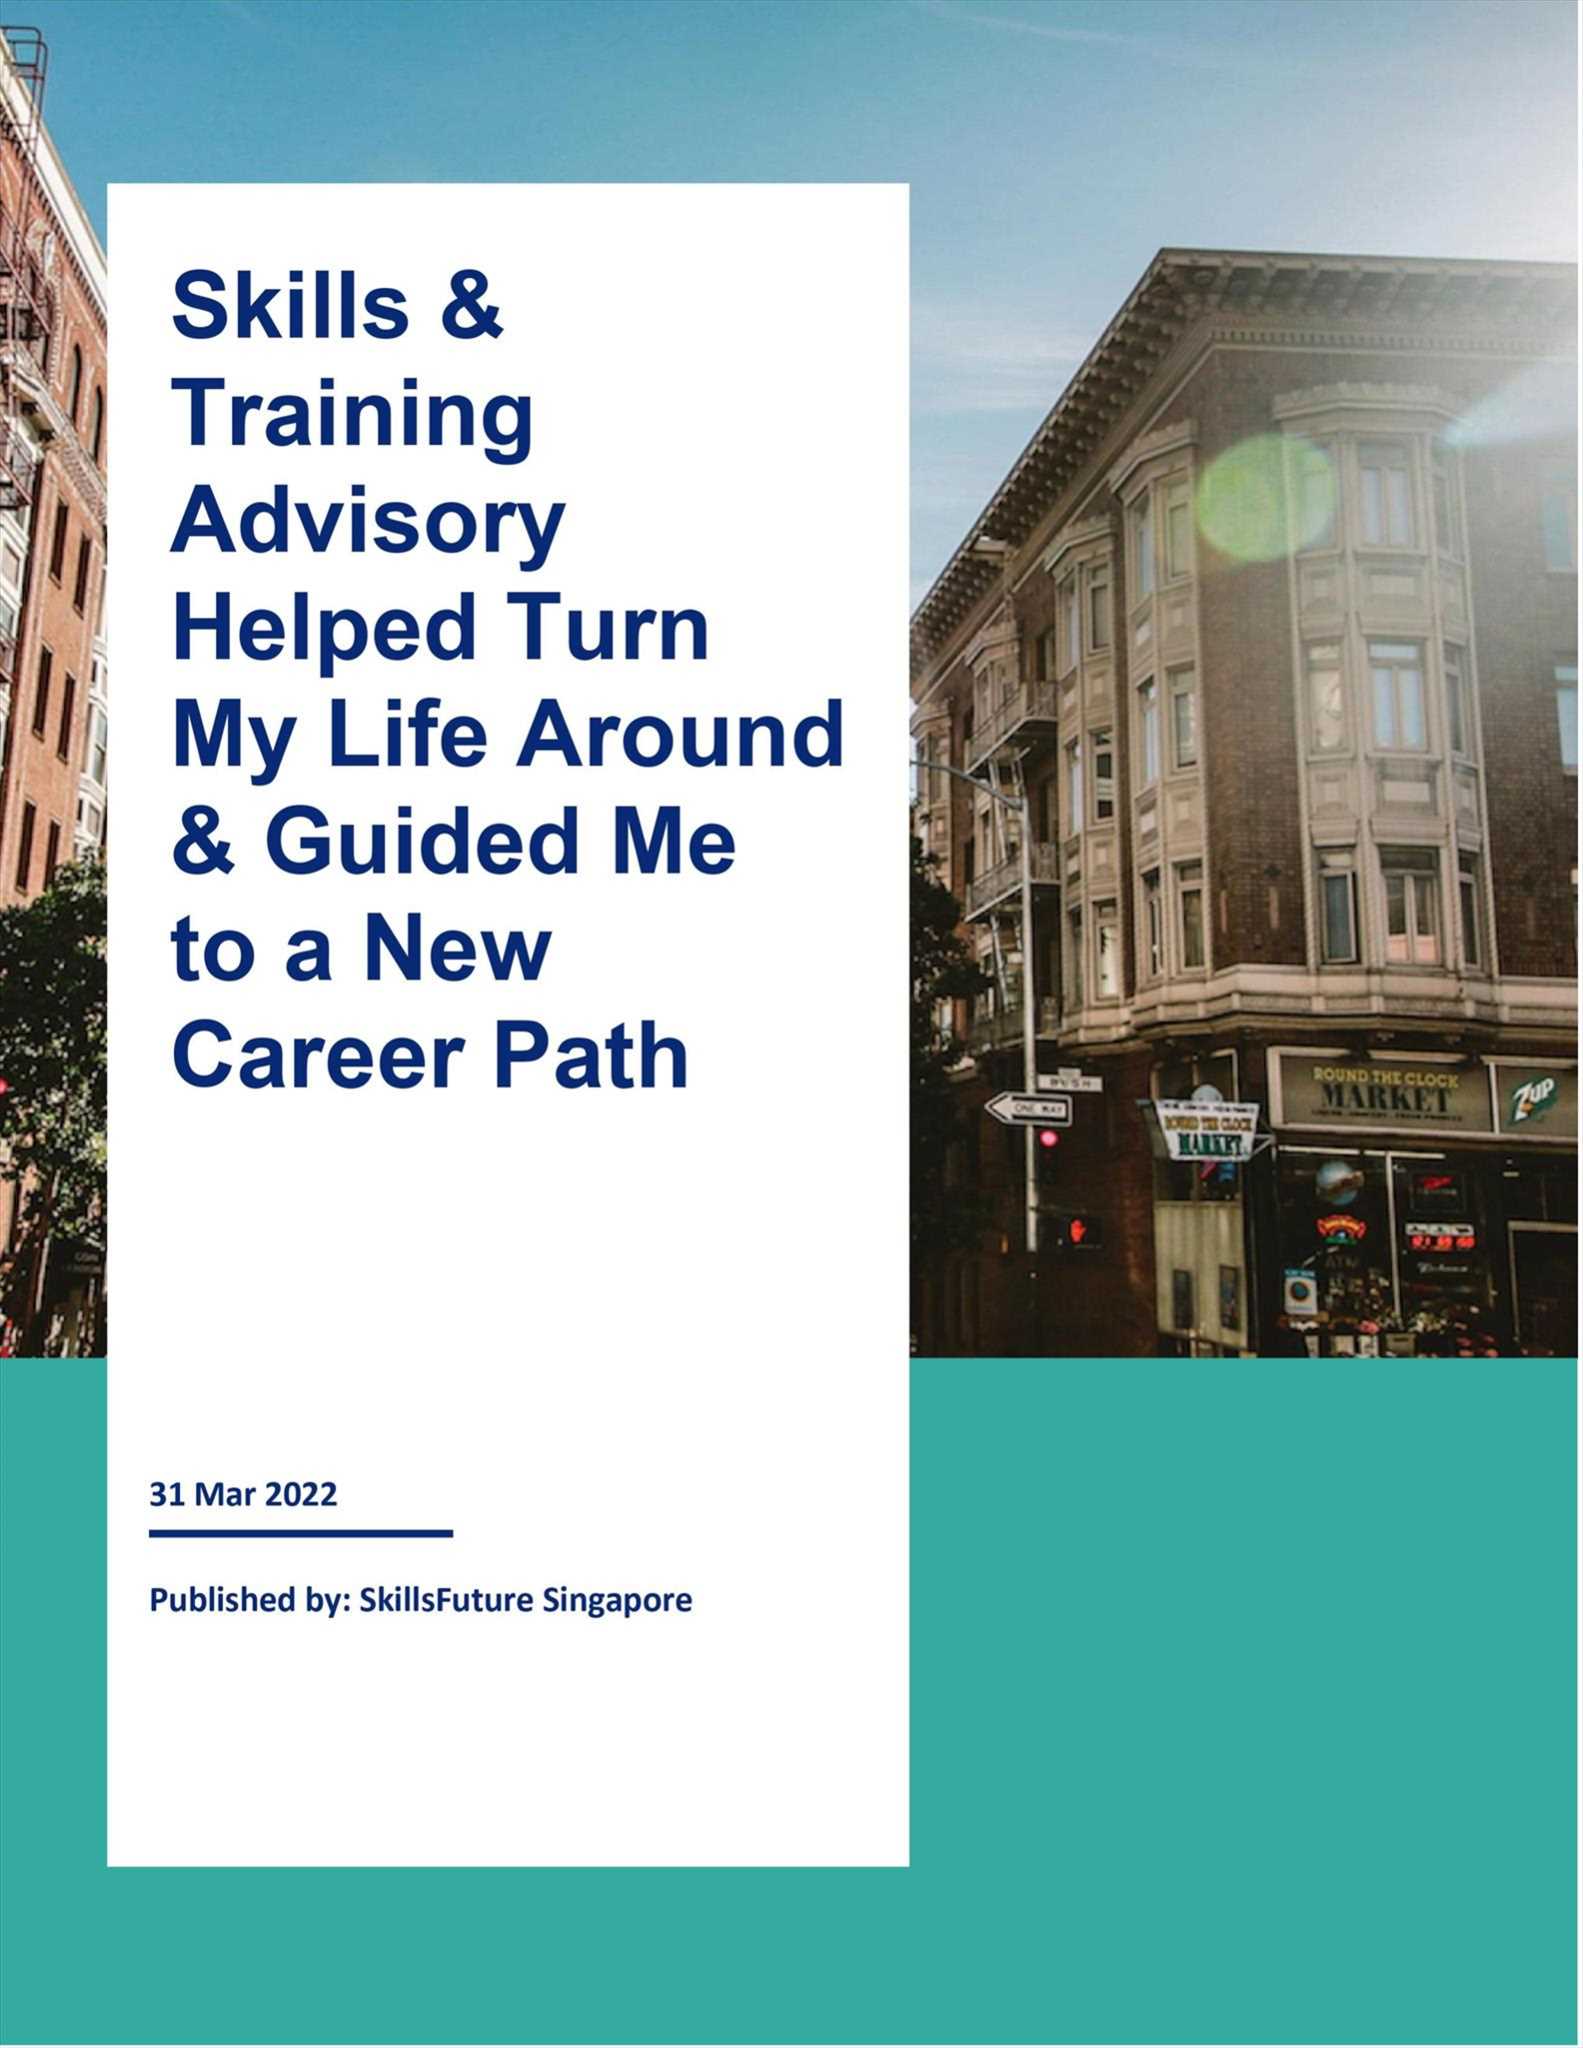 Skills &
Training
Advisory
Helped Turn
My Life Around
& Guided Me
to a New
Career Path
31 Mar 2022
Published by: SkillsFuture Singapore
BUSH
ONE WAY
ROUND THE CLOCK
MARKET
7UP
ROUND THE CLOCK
MARKET